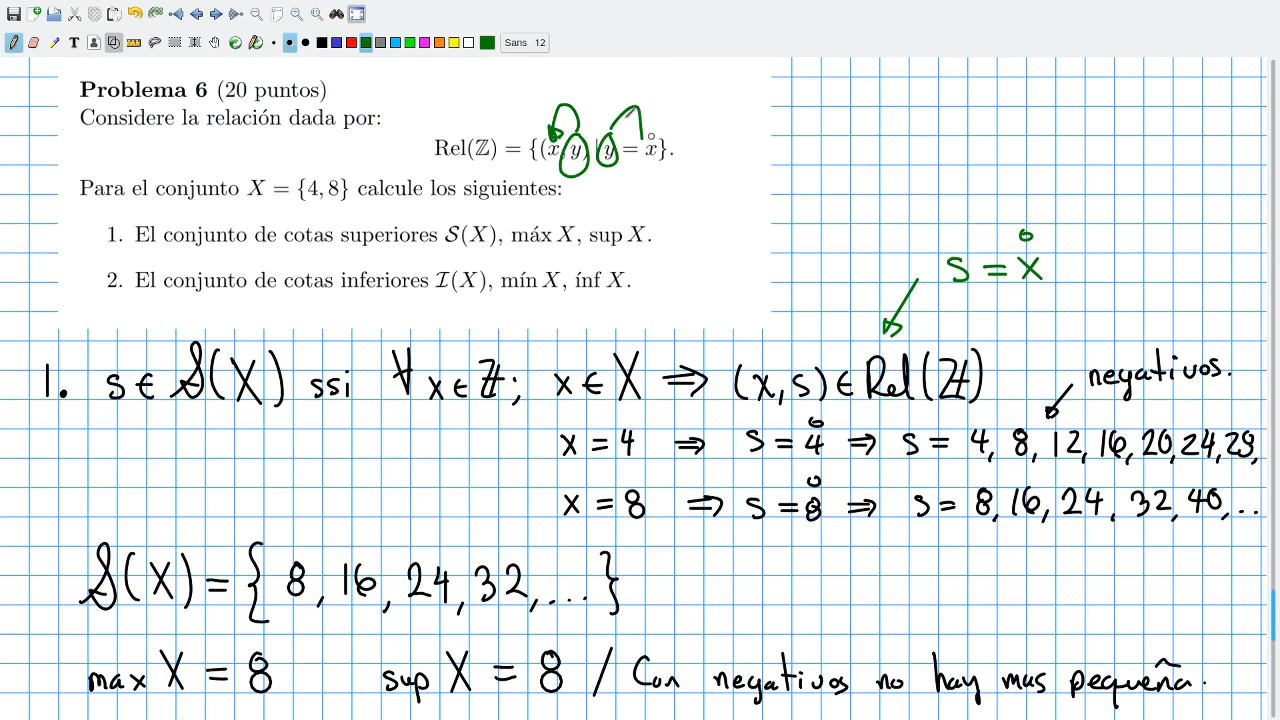 Sans 12
Problema 6 (20 puntos)
Considere la relación dada por:
Rel(ℤ) = {(x, y) | y = x̊}.
Para el conjunto X = {4, 8} calcule los siguientes:
1. El conjunto de cotas superiores 𝒮(X), máx X, sup X.
2. El conjunto de cotas inferiores ℐ(X), mín X, ínf X.
s = x̊
1. s ∈ 𝒮(X) ssi ∀ x ∈ ℤ; x ∈ X ⇒ (x, s) ∈ Rel(ℤ)
negativos.
x = 4 ⇒ s = 4̊ ⇒ s = 4, 8, 12, 16, 20, 24, 28,
x = 8 ⇒ s = 8̊ ⇒ s = 8, 16, 24, 32, 40, ...
𝒮(X) = { 8, 16, 24, 32, ... }
max X = 8 sup X = 8 / Con negativos no hay mas pequeña.